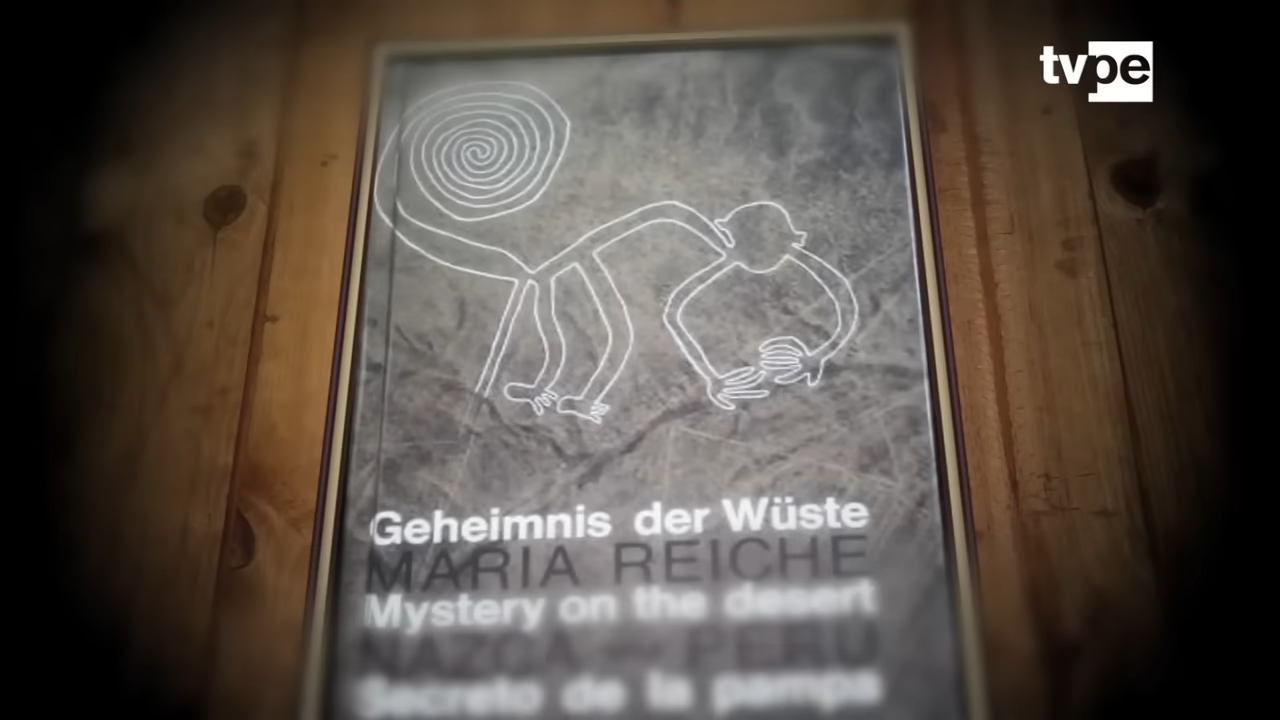 tvpe
Geheimnis der Wüste
MARIA REICHE
Mystery on the desert
NAZCA — PERU
Secreto de la pampa